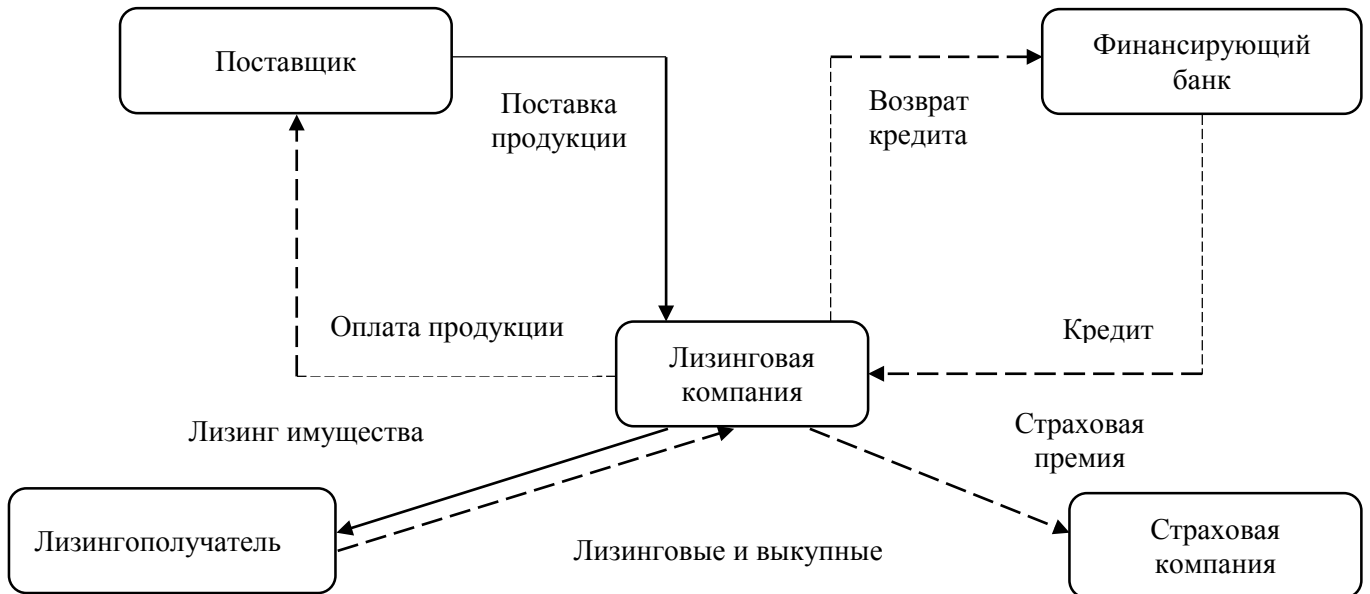 Поставщик
Поставка
продукции
Возврат
кредита
Финансирующий
банк
Оплата продукции
Лизинговая
компания
Кредит
Лизинг имущества
Страховая
премия
Лизингополучатель
Лизинговые и выкупные
Страховая
компания